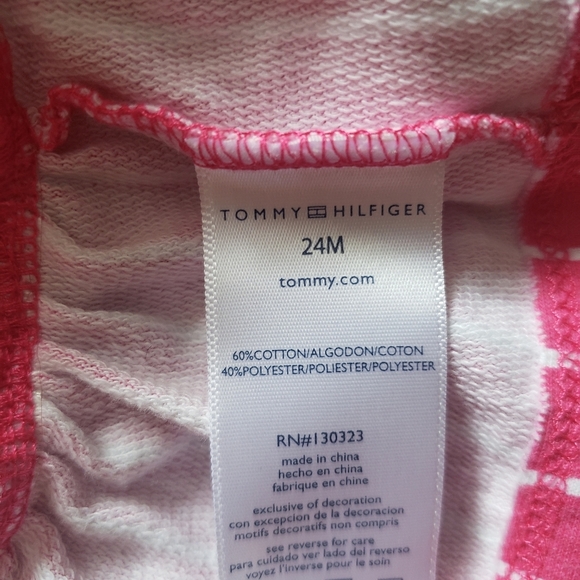 TOMMY HILFIGER
24M
tommy.com
60%COTTON/ALGODON/COTON
40%POLYESTER/POLIESTER/POLYESTER
RN#130323
made in china
hecho en china
fabrique en china
exclusive of decoration
con excepcion de la decoracion
motifs decoratifs non compris
see reverse for care
para cuidado ver lado del reverso
voyez l'inverse pour le soin